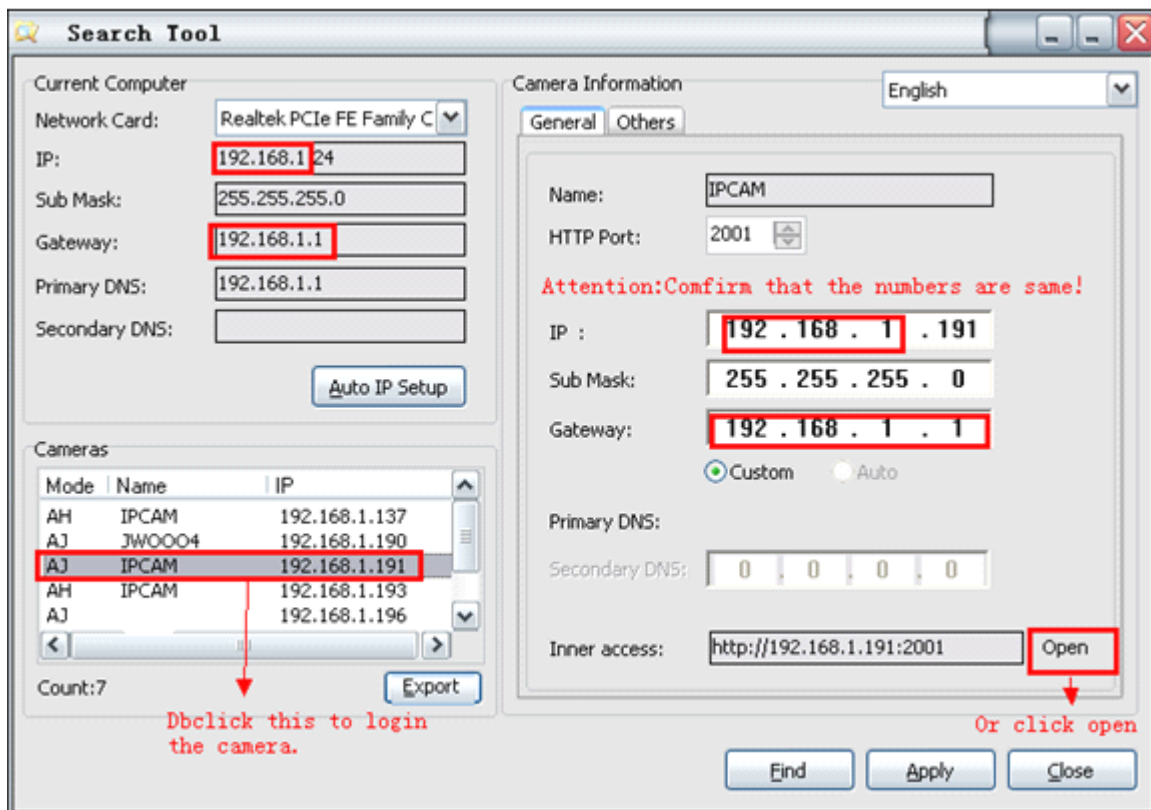 Search Tool
Current Computer
Network Card: Realtek PCIe FE Family C
IP: 192.168.1.24
Sub Mask: 255.255.255.0
Gateway: 192.168.1.1
Primary DNS: 192.168.1.1
Secondary DNS:
Auto IP Setup
Cameras
Mode Name IP
AH IPCAM 192.168.1.137
AJ JWOOO4 192.168.1.190
AJ IPCAM 192.168.1.191
AH IPCAM 192.168.1.193
AJ 192.168.1.196
Count:7 Export
Dbclick this to login
the camera.
Camera Information
English
General Others
Name: IPCAM
HTTP Port: 2001
Attention:Comfirm that the numbers are same!
IP : 192 . 168 . 1 . 191
Sub Mask: 255 . 255 . 255 . 0
Gateway: 192 . 168 . 1 . 1
Custom Auto
Primary DNS:
Secondary DNS: 0 . 0 . 0 . 0
Inner access: http://192.168.1.191:2001 Open
Or click open
Find Apply Close